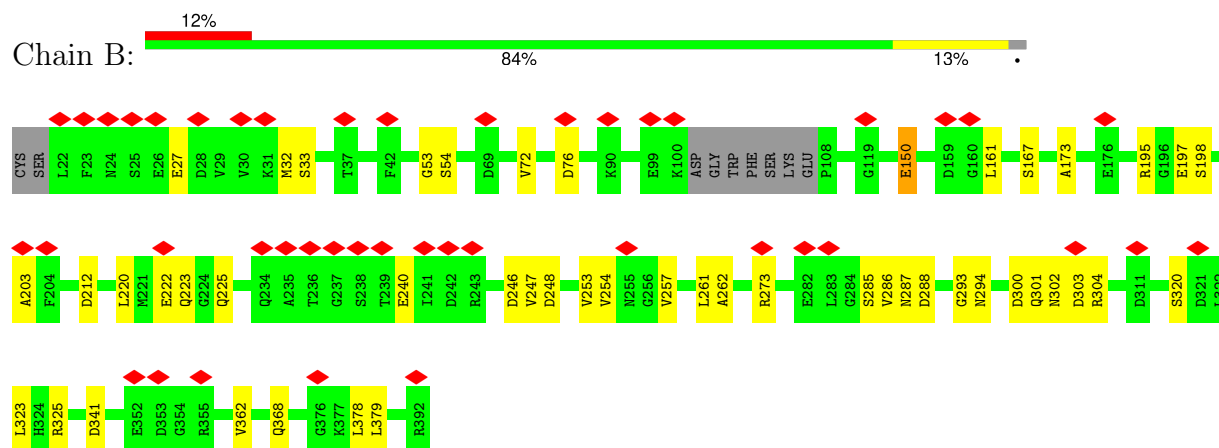 12%
Chain B:
84% 13% •
CYS SER L22 F23 N24 S25 E26 E27 D28 V29 V30 K31 M32 S33 T37 F42 G53 S54 D69 V72 D76 K90 E99 K100 ASP GLY TRP PHE SER LYS GLU P108 G119 E150 D159 G160 L161 S167 A173 E176 R195 G196 E197 S198
A203 F204 D212 L220 M221 E222 Q223 G224 Q225 Q234 A235 T236 G237 S238 T239 E240 I241 D242 R243 D246 V247 D248 V253 V254 N255 G256 V257 L261 A262 R273 E282 L283 G284 S285 V286 N287 D288 G293 N294 D300 Q301 N302 D303 R304 D311 S320 D321 L322
L323 H324 R325 D341 E352 D353 G354 R355 V362 Q368 G376 K377 L378 L379 R392